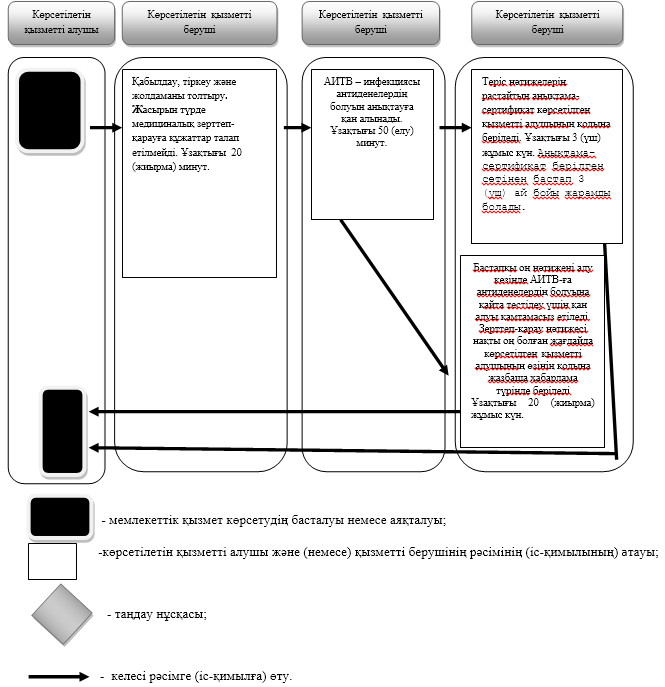 Көрсетілетін
қызметті алушы
Көрсетілетін қызметті
беруші
Көрсетілетін қызметті
беруші
Көрсетілетін қызметті
беруші
Қабылдау, тіркеу және
жолдаманы толтыру.
Жасырын түрде
медициналық зерттеп-
қарауға құжаттар талап
етілмейді. Ұзақтығы 20
(жиырма) минут.
АИТВ – инфекциясы
антиденелердің
болуын анықтауға
қан алынады.
Ұзақтығы 50 (елу)
минут.
Теріс нәтижелерін
растайтын анықтама-
сертификат көрсетілген
қызметті алушының қолына
беріледі. Ұзақтығы 3 (үш)
жұмыс күн. Анықтама-
сертификат берілген
сәтінен бастап 3
(үш) ай бойы жарамды
болады.
Бастапқы оң нәтижені алу
кезінде АИТВ-ға
антиденелердің болуына
қайта тестілеу үшін қан
алуы қамтамасыз етіледі.
Зерттеп-қарау нәтижесі
нақты оң болған жағдайда
көрсетілген қызметті
алушының өзінің қолына
жазбаша хабарлама
түрінде беріледі.
Ұзақтығы 20 (жиырма)
жұмыс күн.
- мемлекеттік қызмет көрсетудің басталуы немесе аяқталуы;
-көрсетілетін қызметті алушы және (немесе) қызметті берушінің рәсімінің (іс-қимылының) атауы;
- таңдау нұсқасы;
- келесі рәсімге (іс-қимылға) өту.